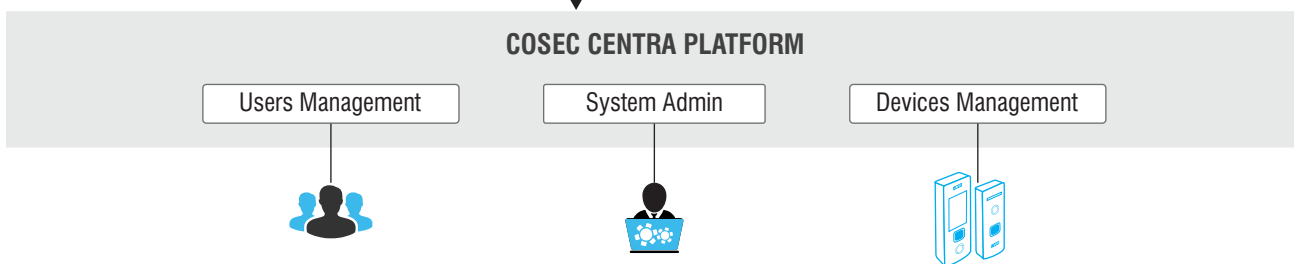 COSEC CENTRA PLATFORM
Users Management
System Admin
Devices Management